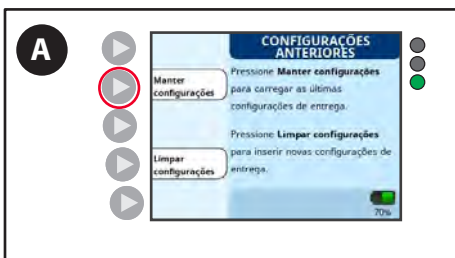 A
CONFIGURAÇÕES
ANTERIORES
Manter
configurações
Pressione Manter configurações
para carregar as últimas
configurações de entrega.
Pressione Limpar configurações
para inserir novas configurações de
entrega.
Limpar
configurações
70%